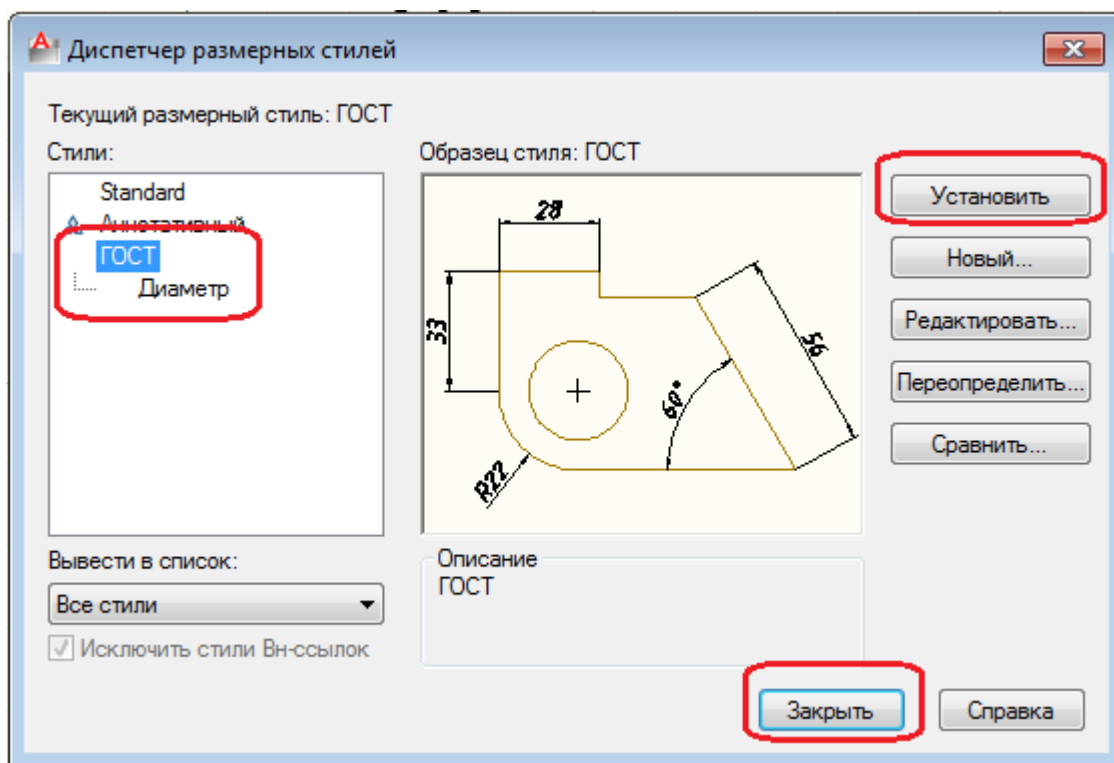 Диспетчер размерных стилей
Текущий размерный стиль: ГОСТ
Стили:
Standard
Аннотативный
ГОСТ
Диаметр
Образец стиля: ГОСТ
28
33
56
60°
R22
Установить
Новый...
Редактировать...
Переопределить...
Сравнить...
Вывести в список:
Все стили
Исключить стили Вн-ссылок
Описание
ГОСТ
Закрыть
Справка